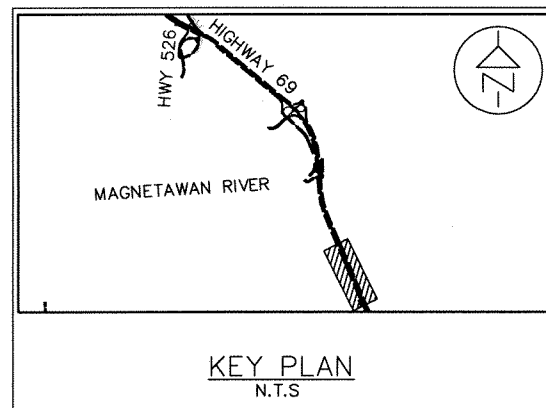 HIGHWAY 69
HWY 526
N
MAGNETAWAN RIVER
KEY PLAN
N.T.S